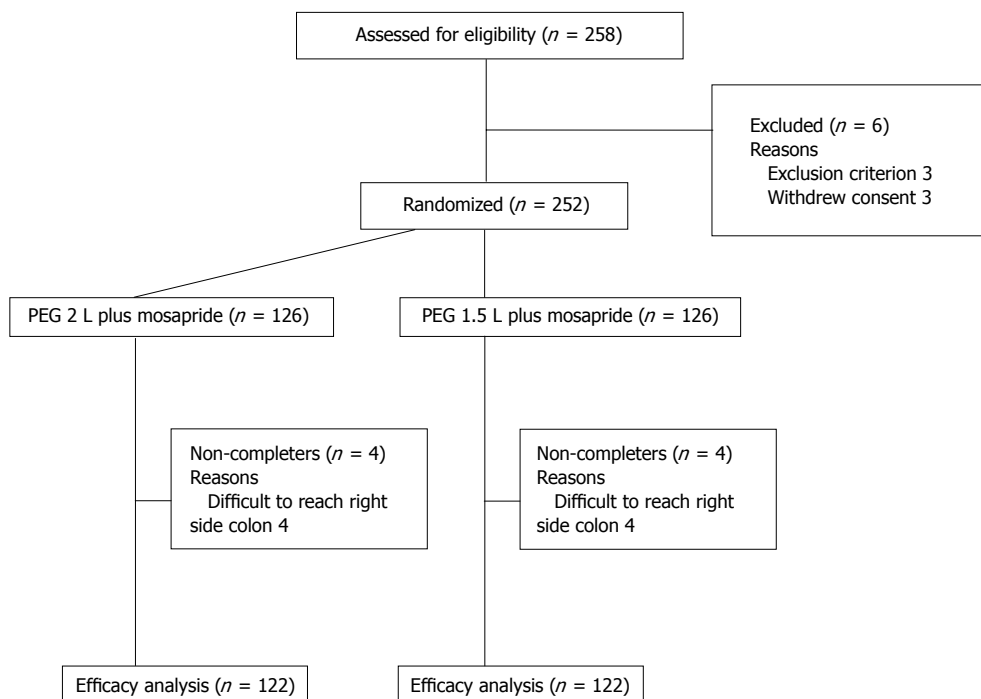 Assessed for eligibility (n = 258)
Excluded (n = 6)
Reasons
Exclusion criterion 3
Withdrew consent 3
Randomized (n = 252)
PEG 2 L plus mosapride (n = 126)
PEG 1.5 L plus mosapride (n = 126)
Non-completers (n = 4)
Reasons
Difficult to reach right
side colon 4
Non-completers (n = 4)
Reasons
Difficult to reach right
side colon 4
Efficacy analysis (n = 122)
Efficacy analysis (n = 122)